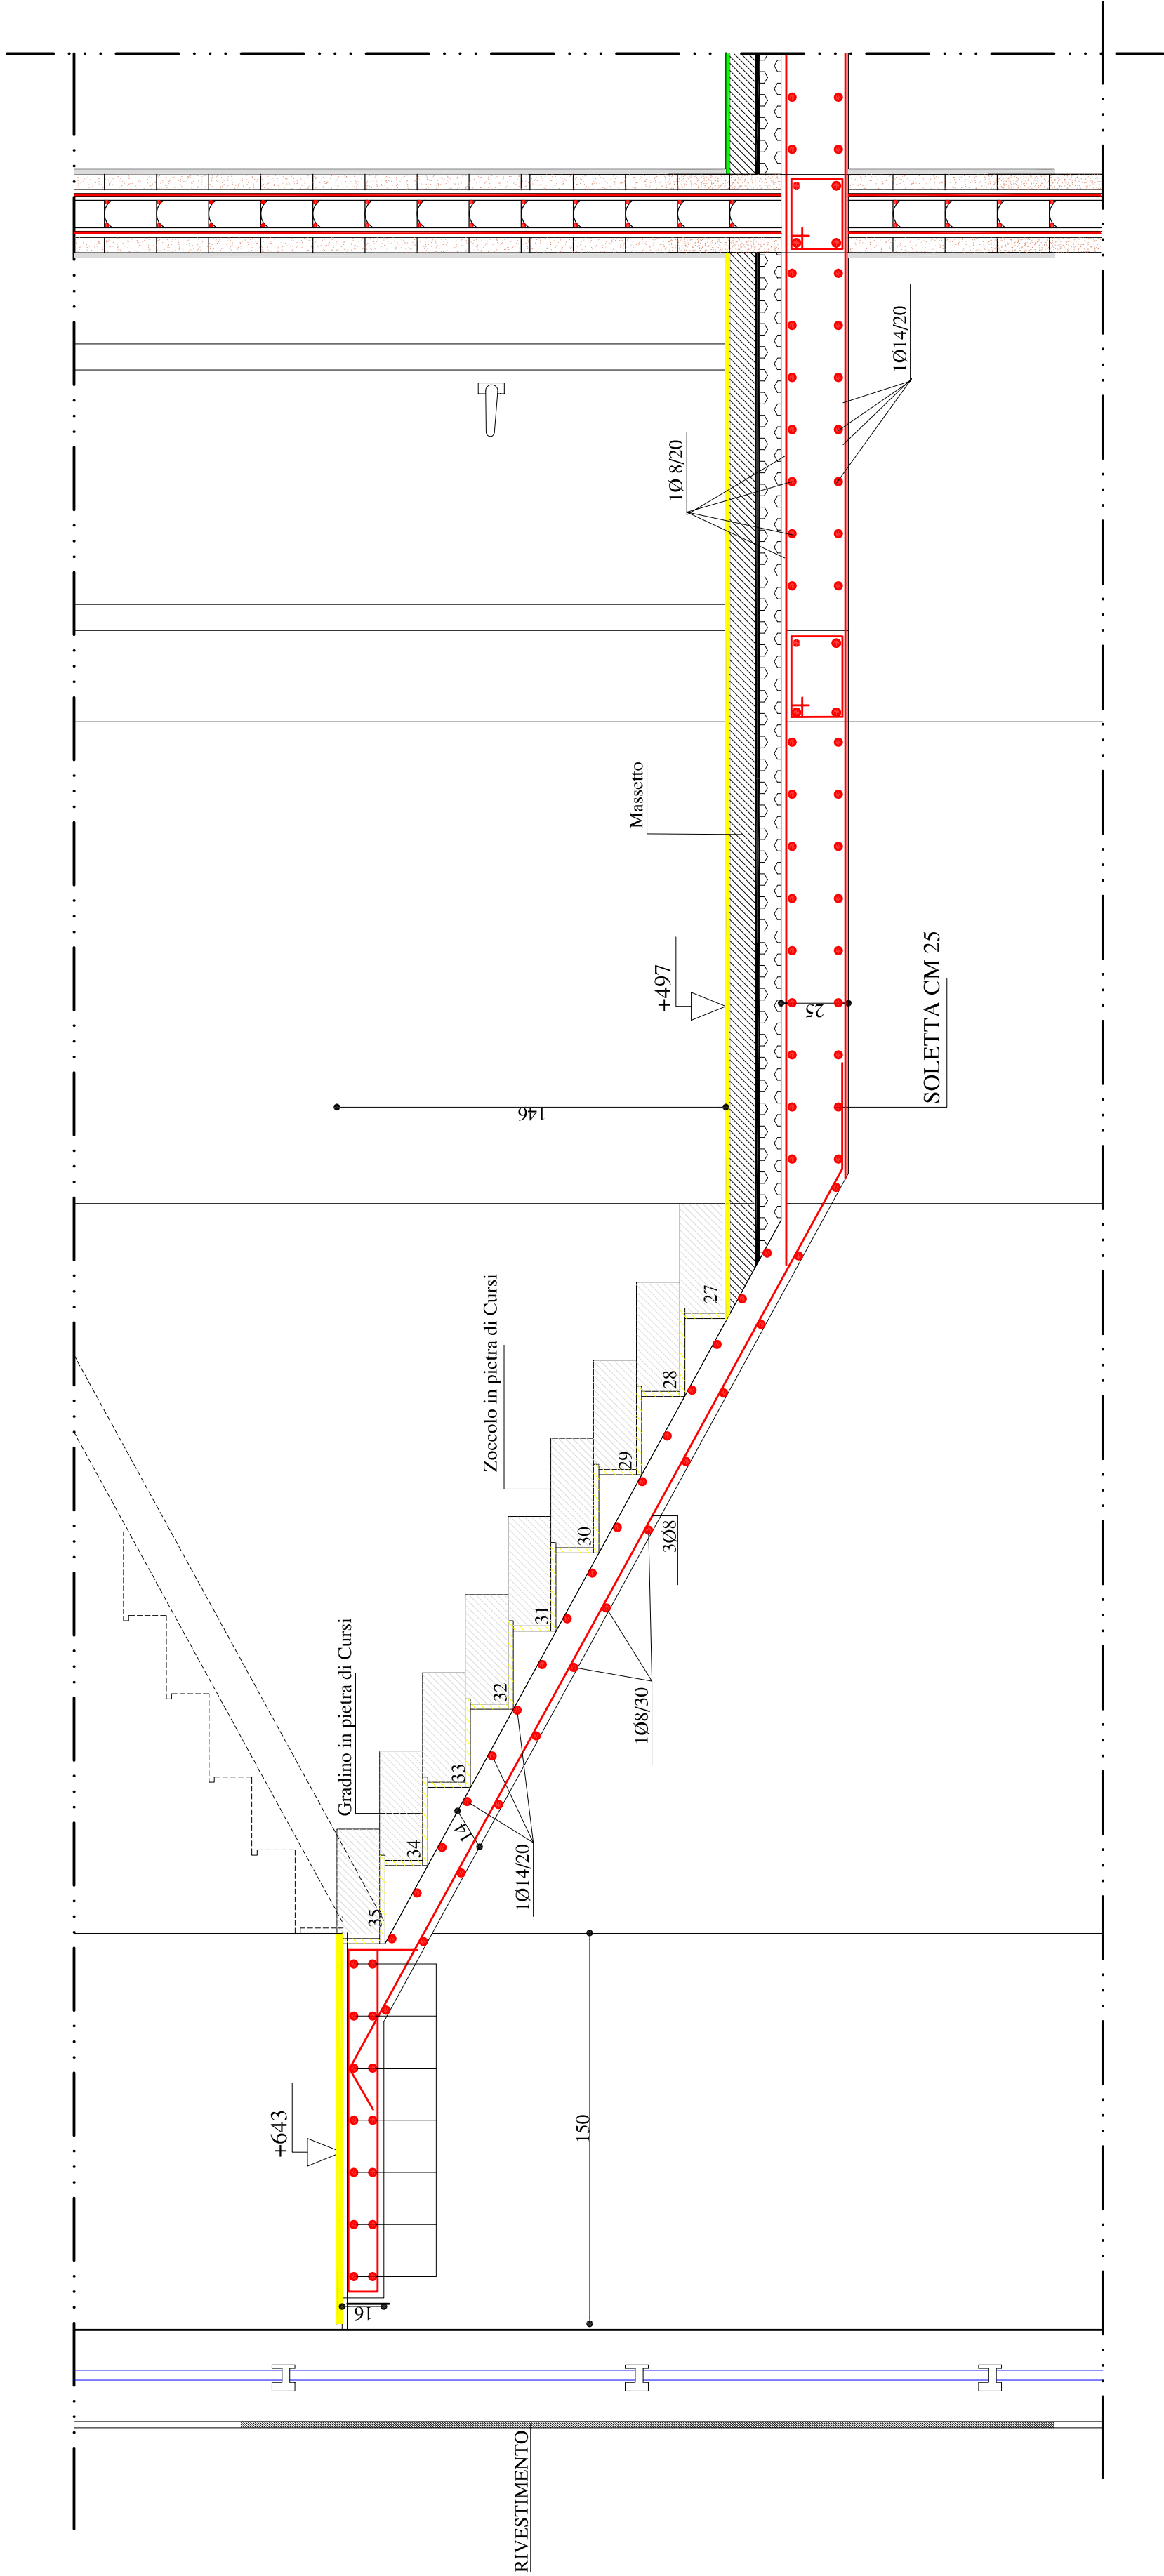 1Ø14/20
1Ø 8/20
Massetto
+497
25
SOLETTA CM 25
146
Zoccolo in pietra di Cursi
27
28
29
30
31
32
33
34
35
3Ø8
1Ø8/30
Gradino in pietra di Cursi
14
1Ø14/20
+643
150
16
RIVESTIMENTO